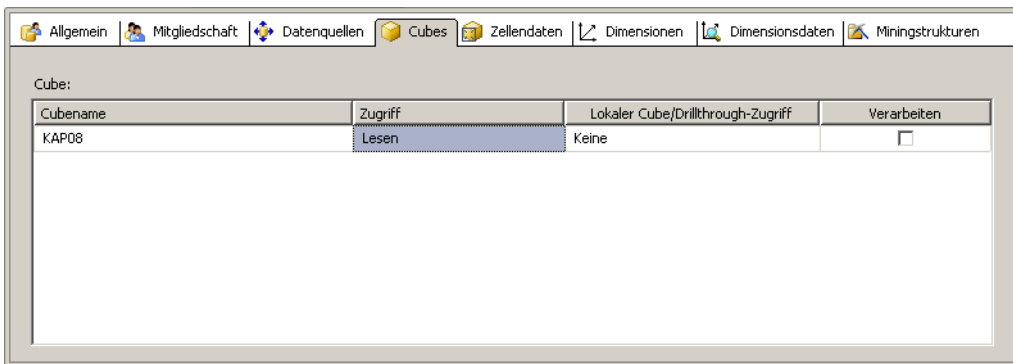 Allgemein Mitgliedschaft Datenquellen Cubes Zellendaten Dimensionen Dimensionsdaten Miningstrukturen
Cube:
Cubename Zugriff Lokaler Cube/Drillthrough-Zugriff Verarbeiten
KAP08 Lesen Keine